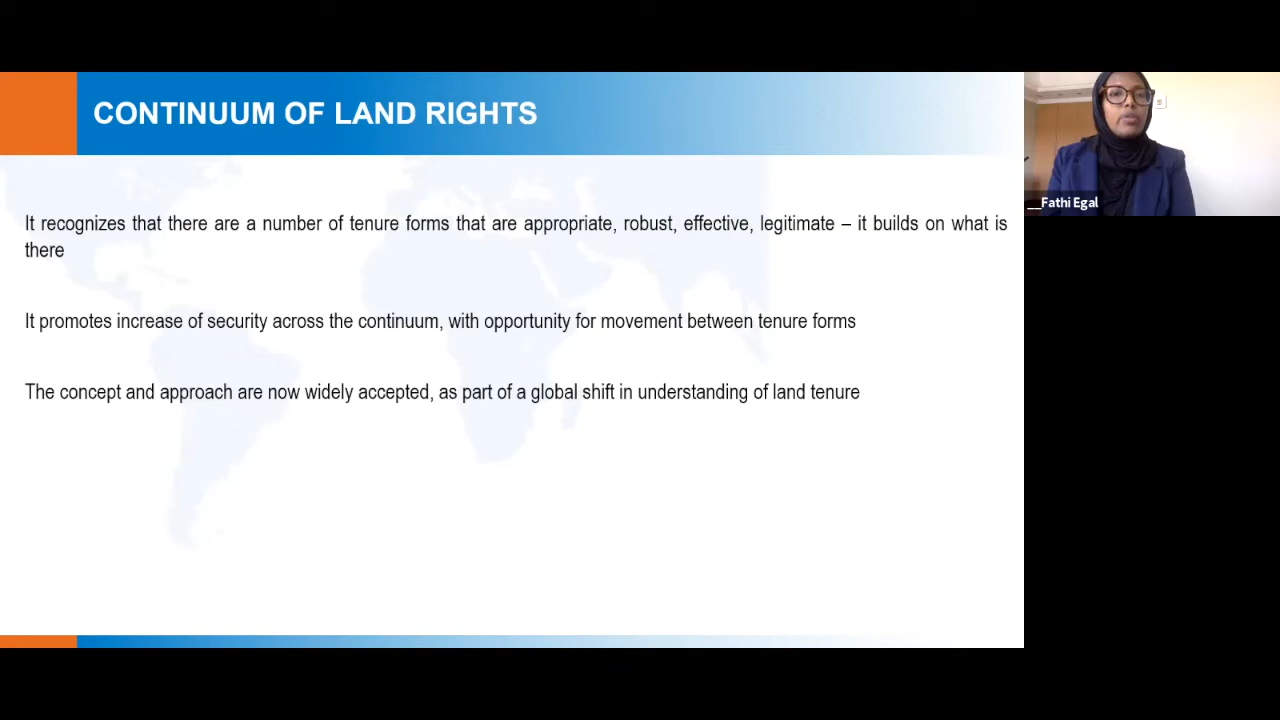 CONTINUUM OF LAND RIGHTS
It recognizes that there are a number of tenure forms that are appropriate, robust, effective, legitimate – it builds on what is
there
It promotes increase of security across the continuum, with opportunity for movement between tenure forms
The concept and approach are now widely accepted, as part of a global shift in understanding of land tenure
__Fathi Egal